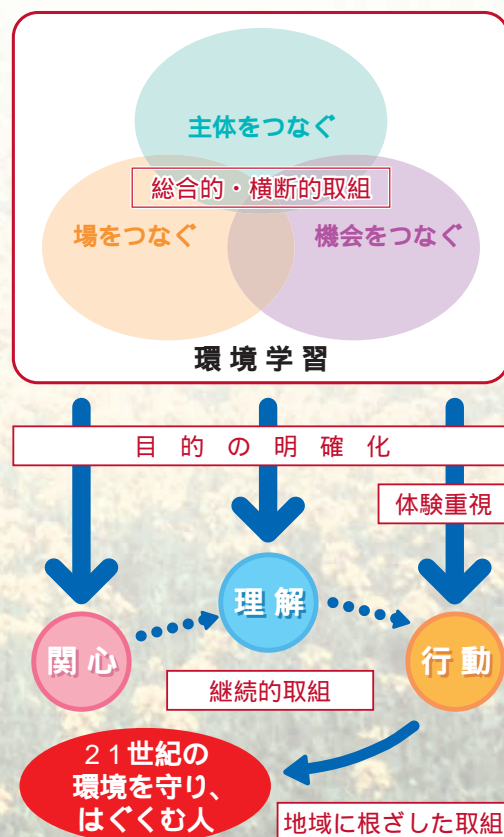 主体をつなぐ
総合的・横断的取組
場をつなぐ
機会をつなぐ
環境学習
目的の明確化
体験重視
理解
関心
行動
継続的取組
21世紀の
環境を守り、
はぐくむ人
地域に根ざした取組